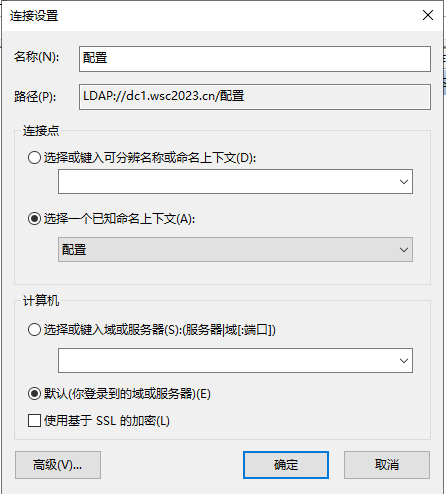 连接设置
名称(N):
配置
路径(P):
LDAP://dc1.wsc2023.cn/配置
连接点
选择或键入可分辨名称或命名上下文(D):
选择一个已知命名上下文(A):
配置
计算机
选择或键入域或服务器(S):(服务器|域[:端口])
默认(你登录到的域或服务器)(E)
使用基于 SSL 的加密(L)
高级(V)...
确定
取消